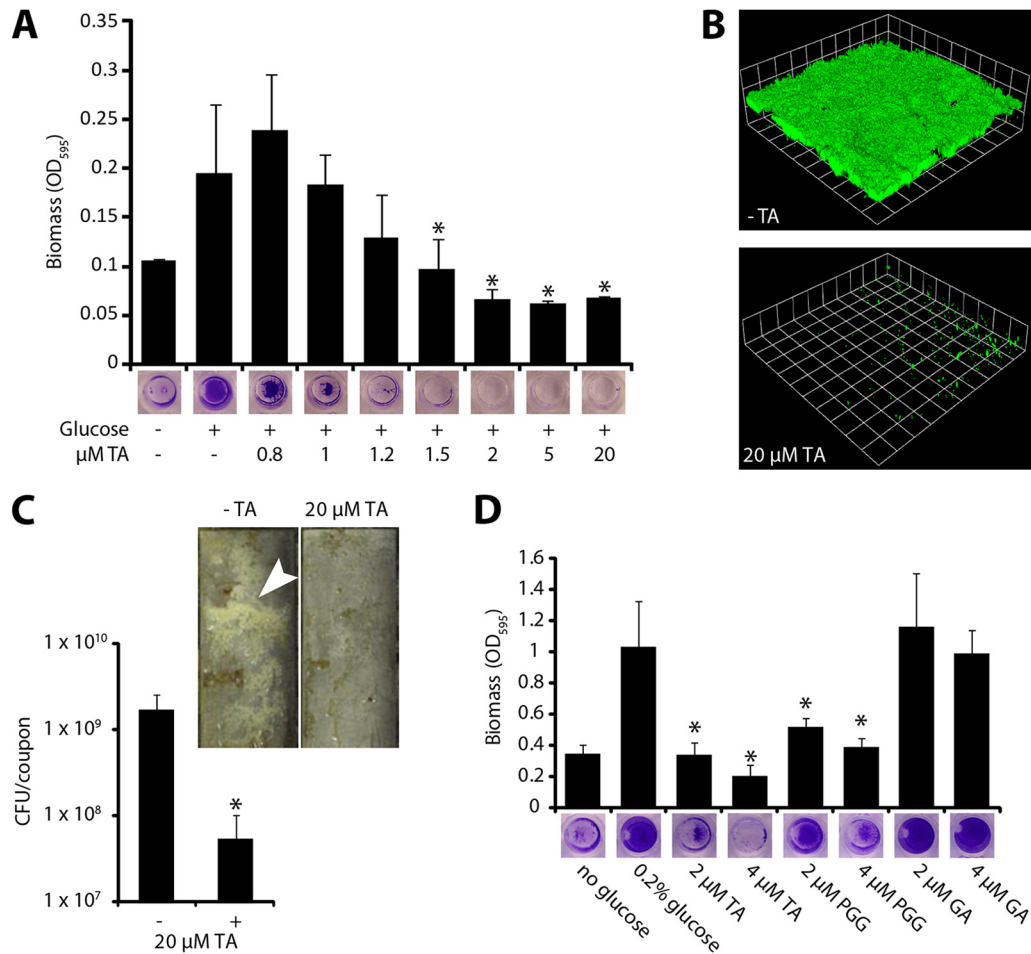 A
Biomass (OD595)
0.35
0.3
0.25
0.2
0.15
0.1
0.05
0
* * * *
Glucose - + + + + + + + +
µM TA - - 0.8 1 1.2 1.5 2 5 20
B
- TA
20 µM TA
C
- TA 20 µM TA
CFU/coupon
1 x 10^10
1 x 10^9
1 x 10^8
1 x 10^7
*
- +
20 µM TA
D
Biomass (OD595)
1.6
1.4
1.2
1
0.8
0.6
0.4
0.2
0
* * * *
no glucose
0.2% glucose
2 µM TA
4 µM TA
2 µM PGG
4 µM PGG
2 µM GA
4 µM GA